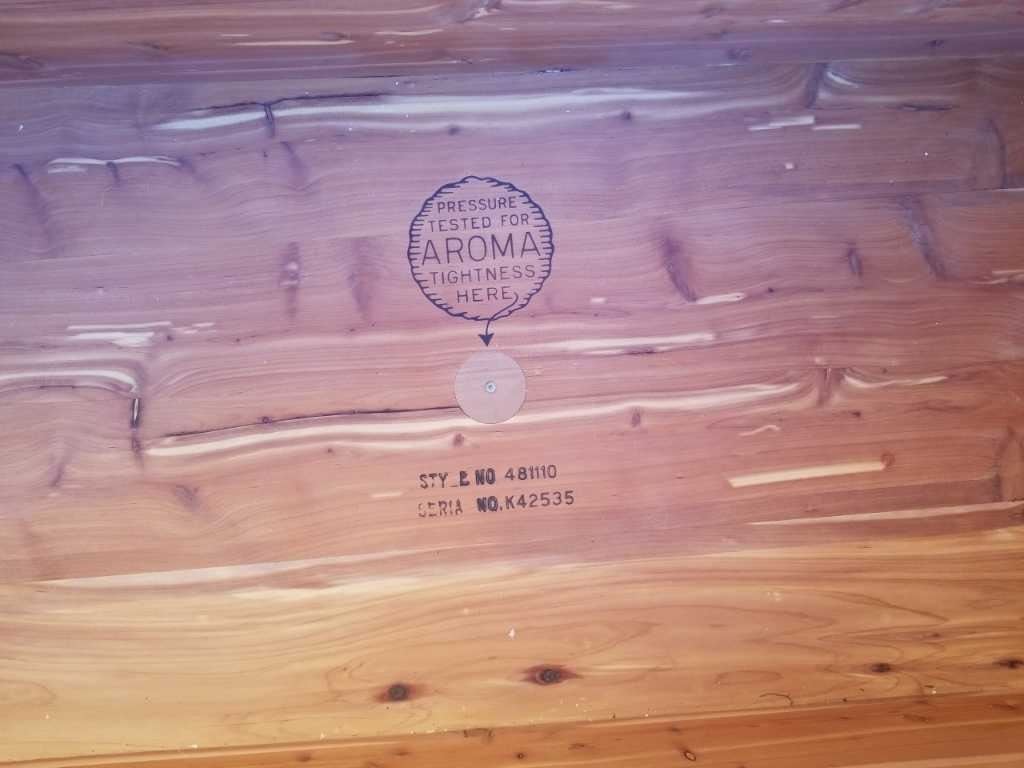 PRESSURE
TESTED FOR
AROMA
TIGHTNESS
HERE
STY_E NO 481110
SERIA NO. K42535